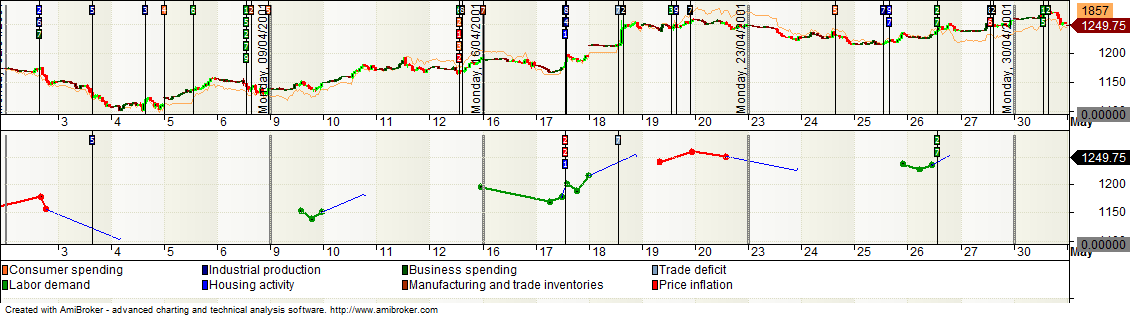 1857
1249.75
1200
1150
0.00000
Monday, 09/04/2001
Monday, 16/04/2001
Monday, 23/04/2001
Monday, 30/04/2001
3 4 5 6 9 10 11 12 16 17 18 19 20 23 24 25 26 27 30 May
1249.75
1200
1150
0.00000
3 4 5 6 9 10 11 12 16 17 18 19 20 23 24 25 26 27 30 May
Consumer spending Industrial production Business spending Trade deficit
Labor demand Housing activity Manufacturing and trade inventories Price inflation
Created with AmiBroker - advanced charting and technical analysis software. http://www.amibroker.com